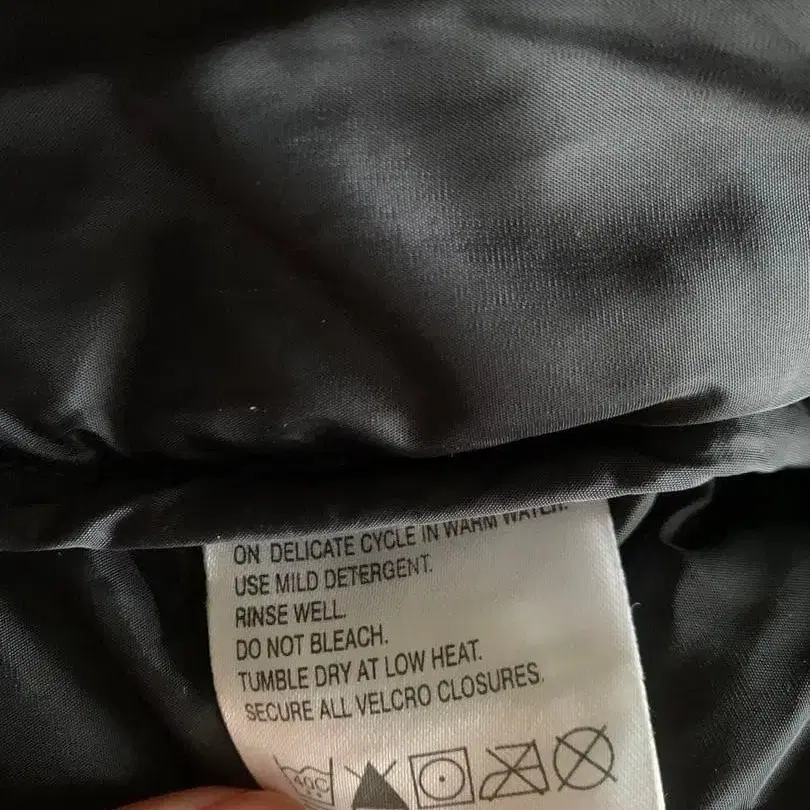 ON DELICATE CYCLE IN WARM WATER.
USE MILD DETERGENT.
RINSE WELL.
DO NOT BLEACH.
TUMBLE DRY AT LOW HEAT.
SECURE ALL VELCRO CLOSURES.
40C